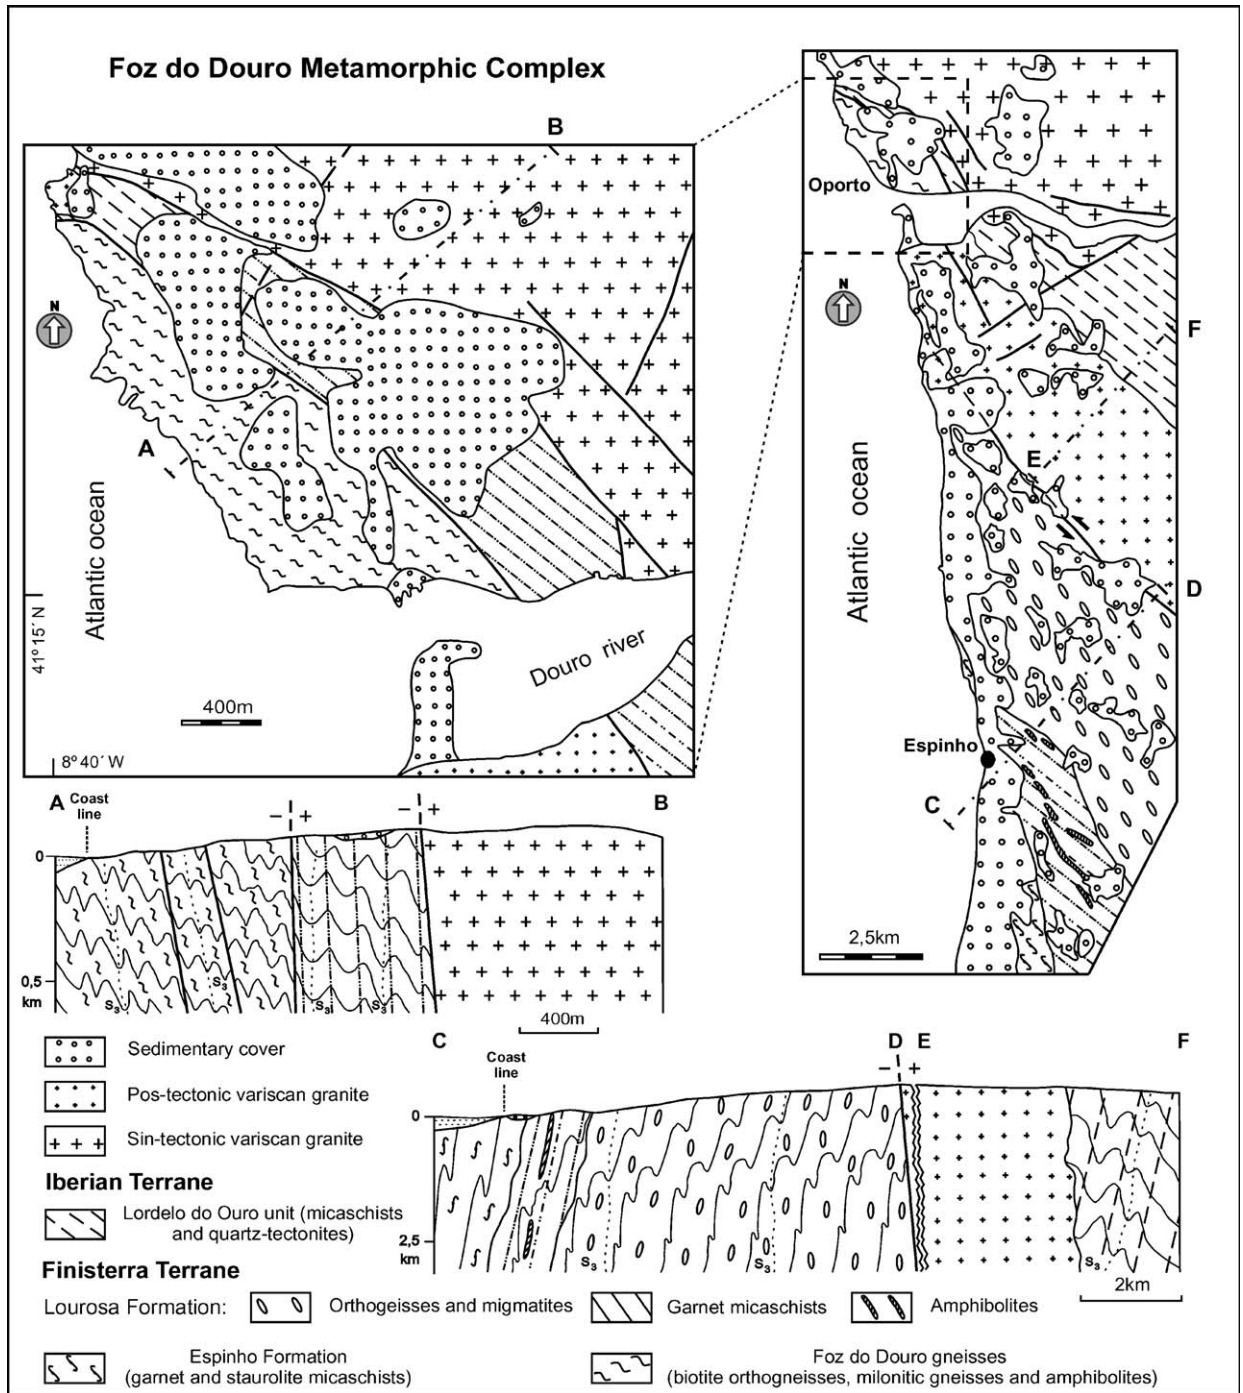 Foz do Douro Metamorphic Complex
B
N
A
Atlantic ocean
41º 15´ N
400m
8º 40´ W
Douro river
Oporto
N
F
E
Atlantic ocean
D
Espinho
C
2,5km
A
Coast
line
- +
- +
B
0
0,5
km
S3
S3
S3
S3
400m
C
Coast
line
D
E
- +
F
0
2,5
km
S3
S3
S3
2km
Sedimentary cover
Pos-tectonic variscan granite
Sin-tectonic variscan granite
Iberian Terrane
Lordelo do Ouro unit (micaschists
and quartz-tectonites)
Finisterra Terrane
Lourosa Formation:
Orthogeisses and migmatites
Garnet micaschists
Amphibolites
Espinho Formation
(garnet and staurolite micaschists)
Foz do Douro gneisses
(biotite orthogneisses, milonitic gneisses and amphibolites)